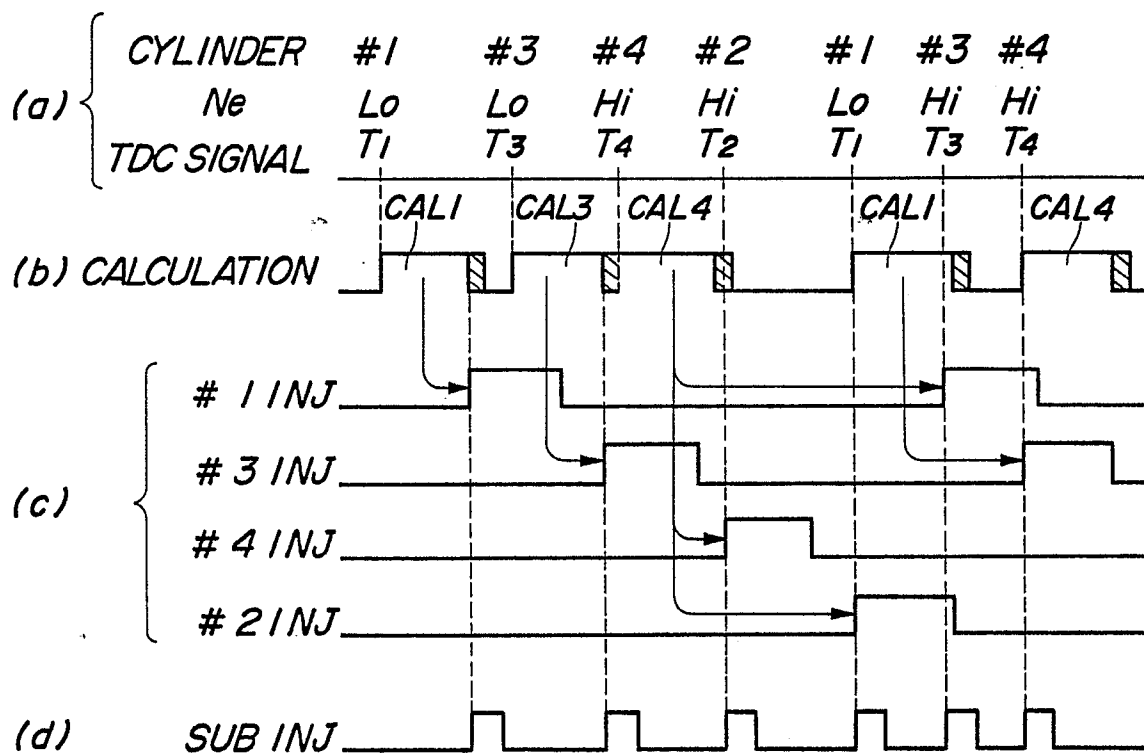 CYLINDER #1 #3 #4 #2 #1 #3 #4
(a) Ne Lo Lo Hi Hi Lo Hi Hi
TDC SIGNAL T1 T3 T4 T2 T1 T3 T4
CAL1 CAL3 CAL4 CAL1 CAL4
(b) CALCULATION
# 1 INJ
# 3 INJ
(c)
# 4 INJ
# 2 INJ
(d) SUB INJ